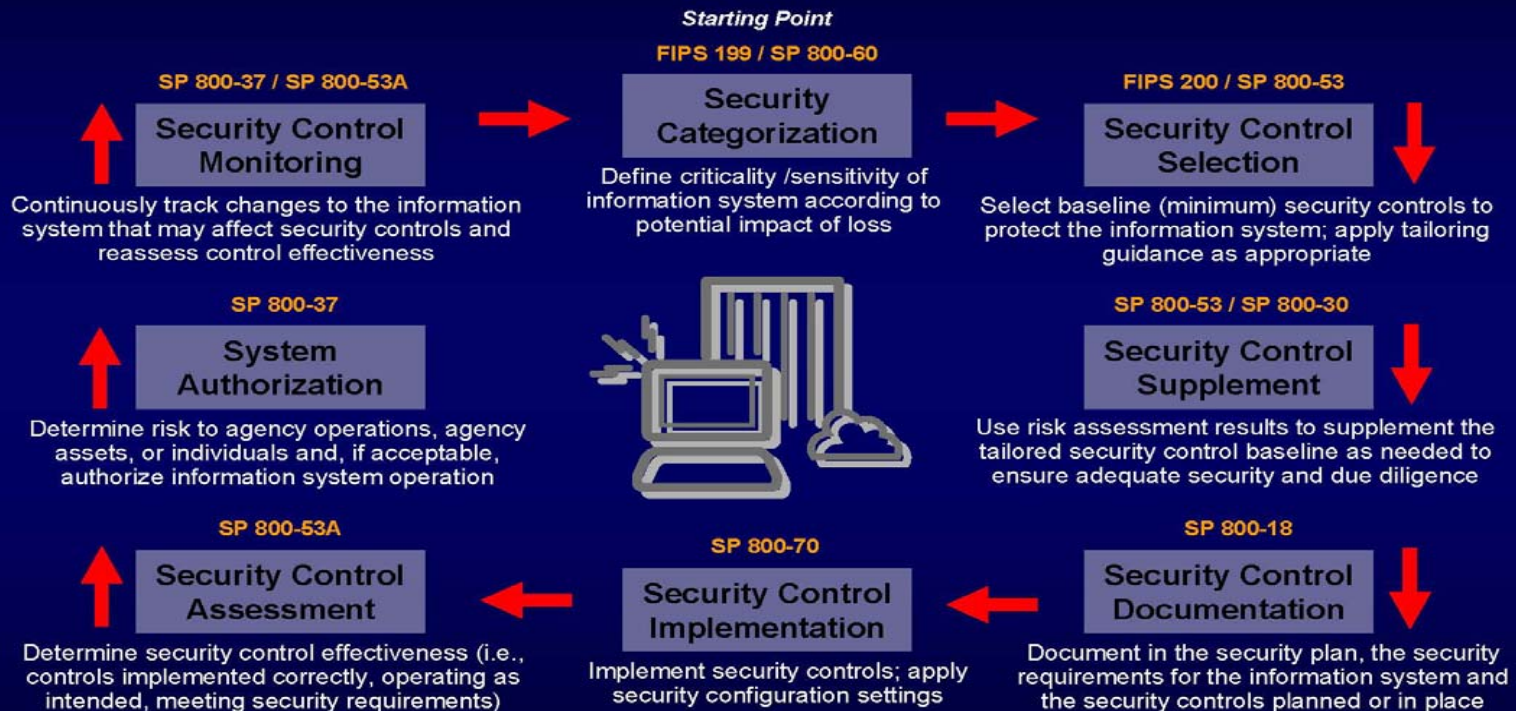 Starting Point
FIPS 199 / SP 800-60
Security
Categorization
Define criticality /sensitivity of
information system according to
potential impact of loss
FIPS 200 / SP 800-53
Security Control
Selection
Select baseline (minimum) security controls to
protect the information system; apply tailoring
guidance as appropriate
SP 800-53 / SP 800-30
Security Control
Supplement
Use risk assessment results to supplement the
tailored security control baseline as needed to
ensure adequate security and due diligence
SP 800-18
Security Control
Documentation
Document in the security plan, the security
requirements for the information system and
the security controls planned or in place
SP 800-70
Security Control
Implementation
Implement security controls; apply
security configuration settings
SP 800-53A
Security Control
Assessment
Determine security control effectiveness (i.e.,
controls implemented correctly, operating as
intended, meeting security requirements)
SP 800-37
System
Authorization
Determine risk to agency operations, agency
assets, or individuals and, if acceptable,
authorize information system operation
SP 800-37 / SP 800-53A
Security Control
Monitoring
Continuously track changes to the information
system that may affect security controls and
reassess control effectiveness